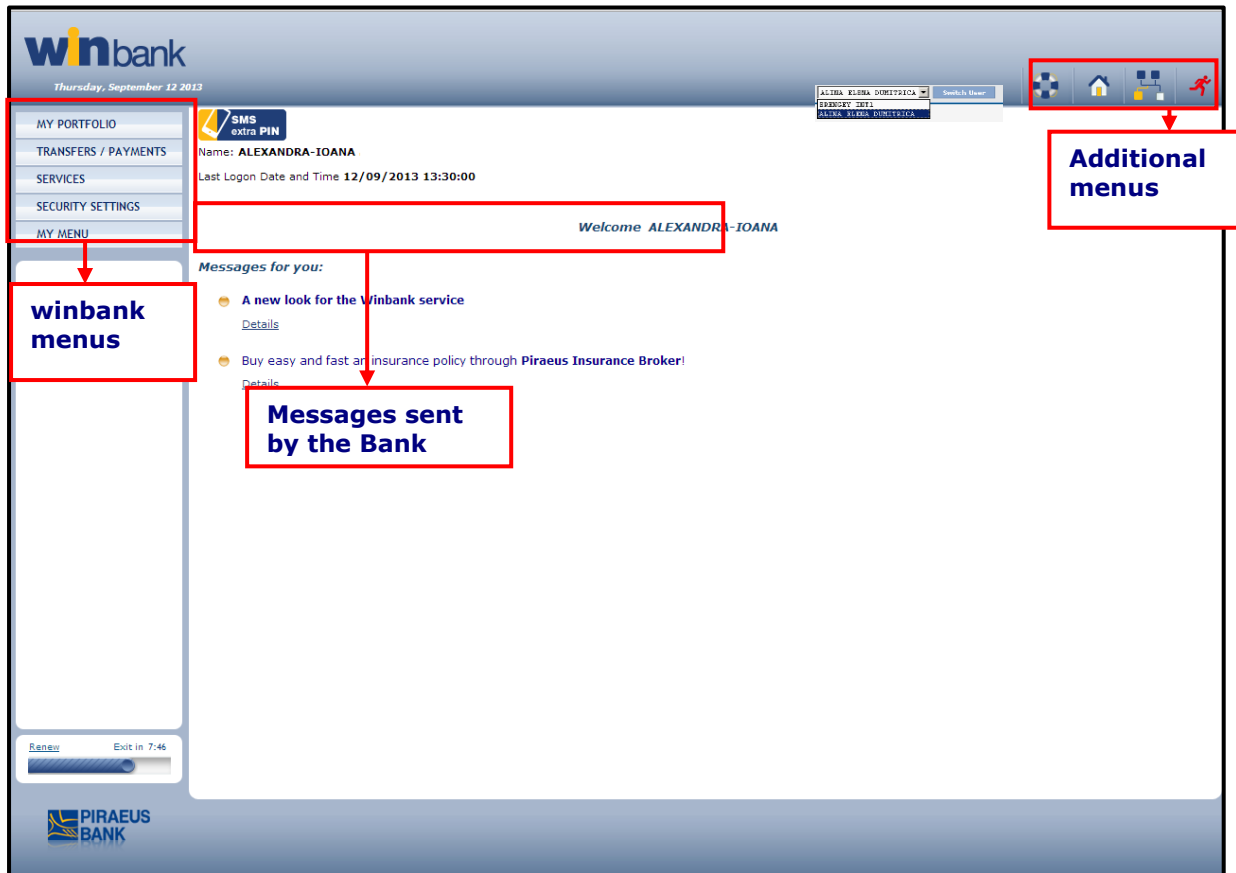 winbank
Thursday, September 12 2013
ALINA ELENA DUMITRICA
Switch User
ALINA ELENA DUMITRICA
MY PORTFOLIO
TRANSFERS / PAYMENTS
SERVICES
SECURITY SETTINGS
MY MENU
SMS
extra PIN
Name: ALEXANDRA-IOANA
Last Logon Date and Time 12/09/2013 13:30:00
Additional
menus
Welcome ALEXANDRA-IOANA
Messages for you:
A new look for the Winbank service
Details
Buy easy and fast an insurance policy through Piraeus Insurance Broker!
Details
winbank
menus
Messages sent
by the Bank
Renew
Exit in 7:46
PIRAEUS
BANK